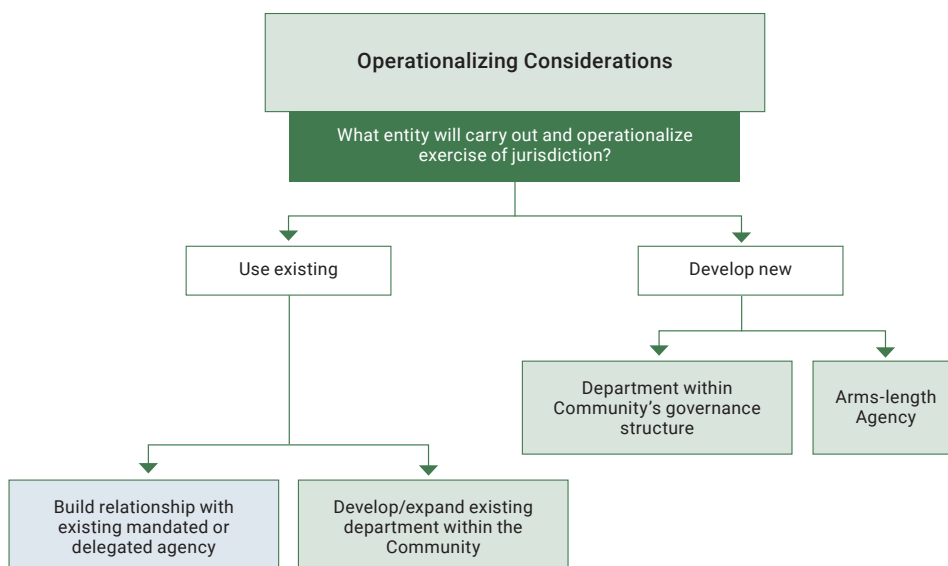 Operationalizing Considerations
What entity will carry out and operationalize
exercise of jurisdiction?
Use existing
Develop new
Department within
Community’s governance
structure
Arms-length
Agency
Build relationship with
existing mandated or
delegated agency
Develop/expand existing
department within the
Community